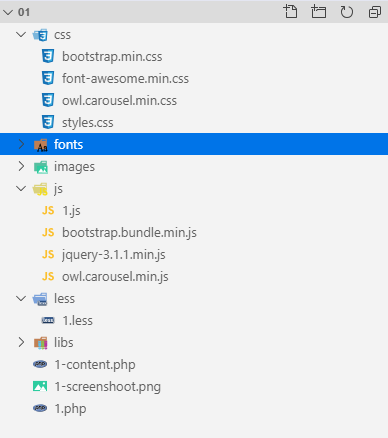 01
css
bootstrap.min.css
font-awesome.min.css
owl.carousel.min.css
styles.css
fonts
images
js
JS 1.js
JS bootstrap.bundle.min.js
JS jquery-3.1.1.min.js
JS owl.carousel.min.js
less
1.less
libs
1-content.php
1-screenshoot.png
1.php